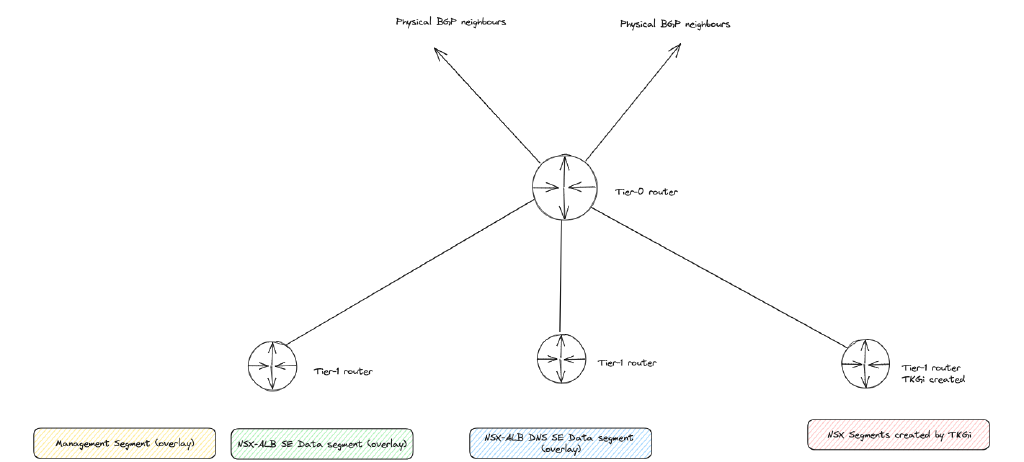 Physical BGP neighbours
Physical BGP neighbours
Tier-0 router
Tier-1 router
Tier-1 router
Tier-1 router
TKGi created
Management Segment (overlay)
NSX-ALB SE Data segment (overlay)
NSX-ALB DNS SE Data segment
(overlay)
NSX Segments created by TKGi